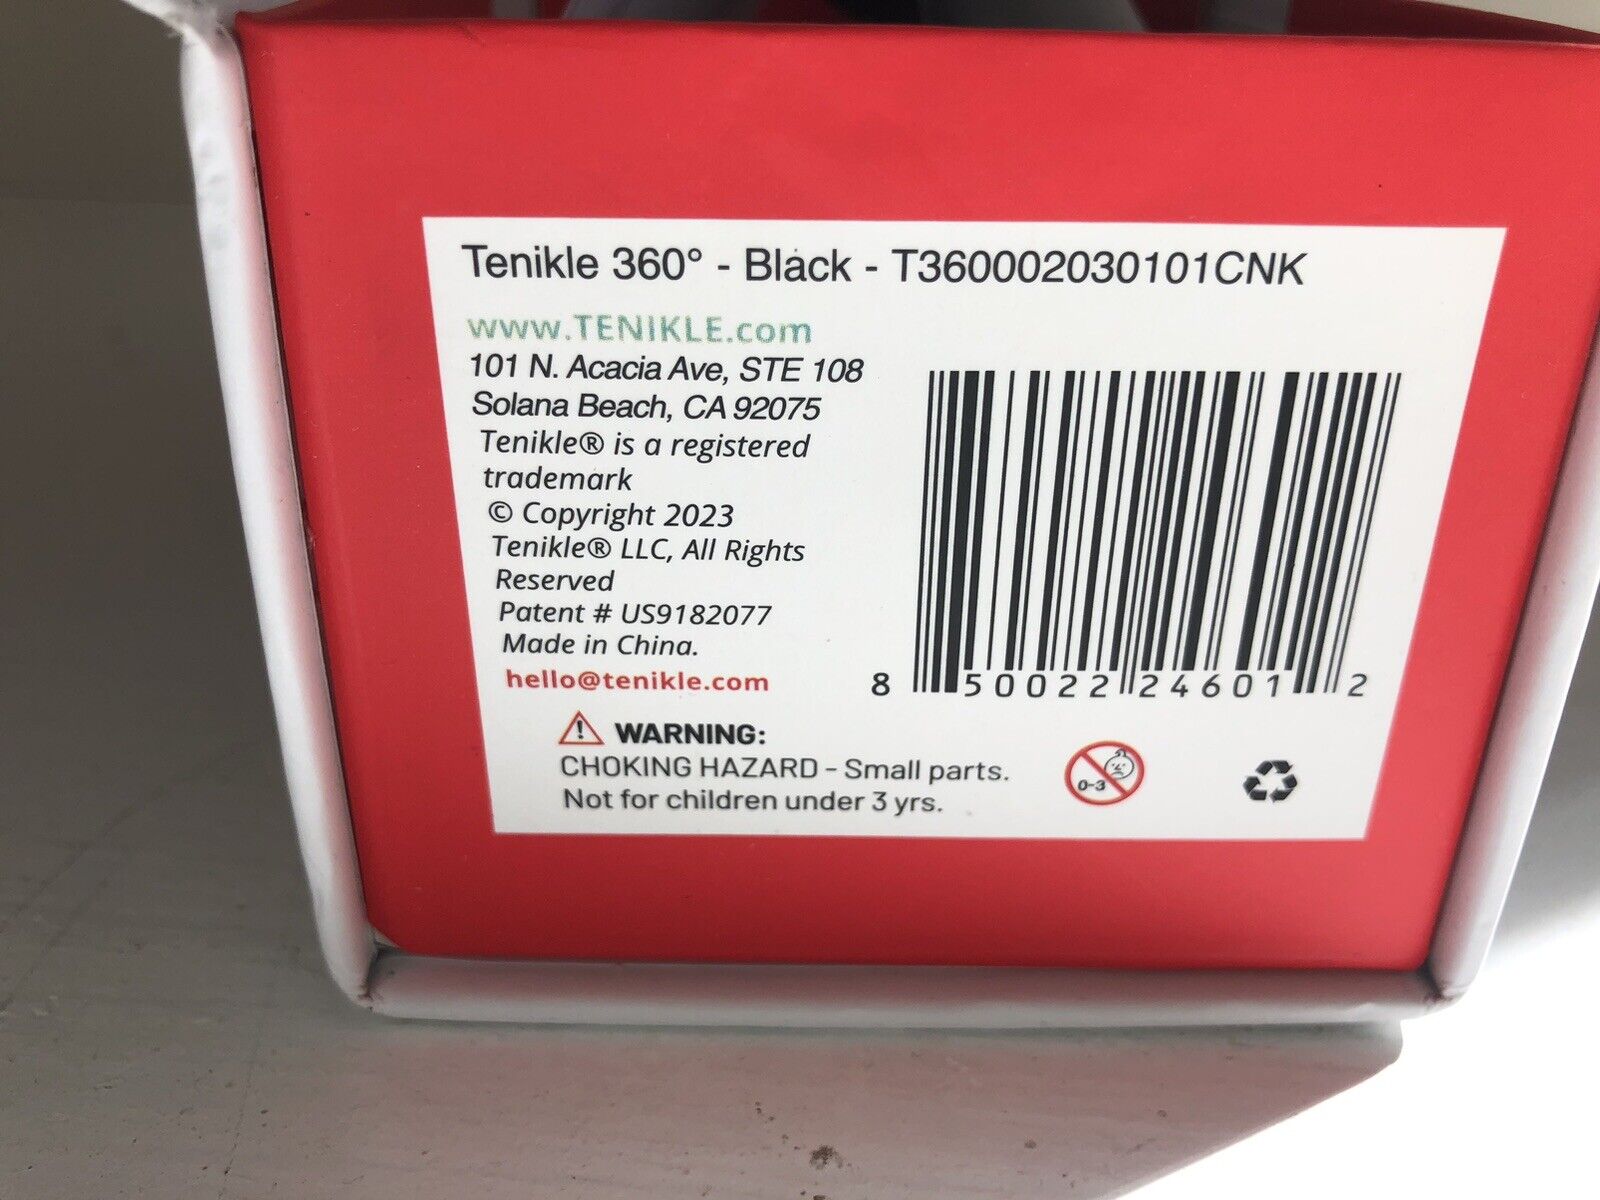 Tenikle 360° - Black - T360002030101CNK
www.TENIKLE.com
101 N. Acacia Ave, STE 108
Solana Beach, CA 92075
Tenikle® is a registered
trademark
© Copyright 2023
Tenikle® LLC, All Rights
Reserved
Patent # US9182077
Made in China.
hello@tenikle.com
8 50022 24601 2
WARNING:
CHOKING HAZARD - Small parts.
Not for children under 3 yrs.
0-3